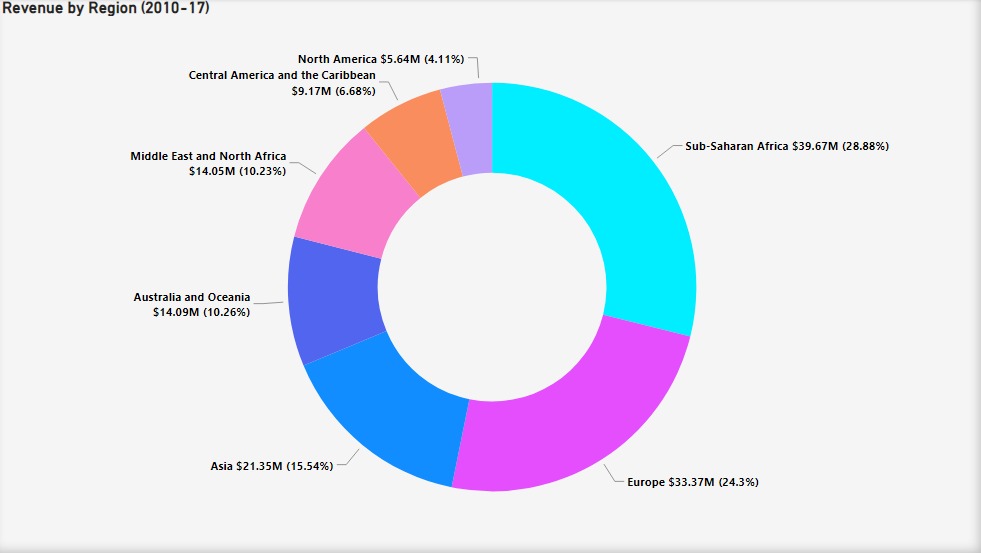 Revenue by Region (2010-17)
North America $5.64M (4.11%)
Central America and the Caribbean
$9.17M (6.68%)
Sub-Saharan Africa $39.67M (28.88%)
Middle East and North Africa
$14.05M (10.23%)
Australia and Oceania
$14.09M (10.26%)
Asia $21.35M (15.54%)
Europe $33.37M (24.3%)